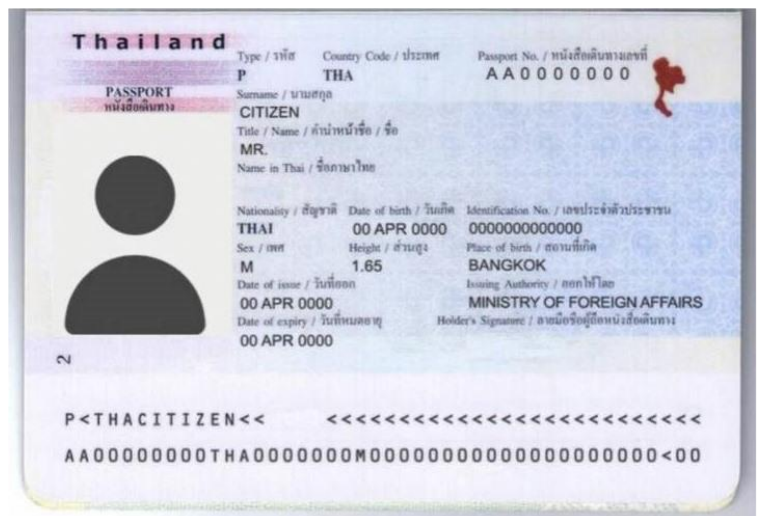 Thailand
PASSPORT
หนังสือเดินทาง
Type / รหัส Country Code / ประเทศ Passport No. / หนังสือเดินทางเลขที่
P THA AA0000000
Surname / นามสกุล
CITIZEN
Title / Name / คำนำหน้าชื่อ / ชื่อ
MR.
Name in Thai / ชื่อภาษาไทย
Nationality / สัญชาติ Date of birth / วันเกิด Identification No. / เลขประจำตัวประชาชน
THAI 00 APR 0000 0000000000000
Sex / เพศ Height / ส่วนสูง Place of birth / สถานที่เกิด
M 1.65 BANGKOK
Date of issue / วันที่ออก Issuing Authority / ออกให้โดย
00 APR 0000 MINISTRY OF FOREIGN AFFAIRS
Date of expiry / วันที่หมดอายุ Holder's Signature / ลายมือชื่อผู้ถือหนังสือเดินทาง
00 APR 0000
2
P<THACITIZEN<< <<<<<<<<<<<<<<<<<<<<<<<<<<
AA00000000THA0000000M00000000000000000000<00